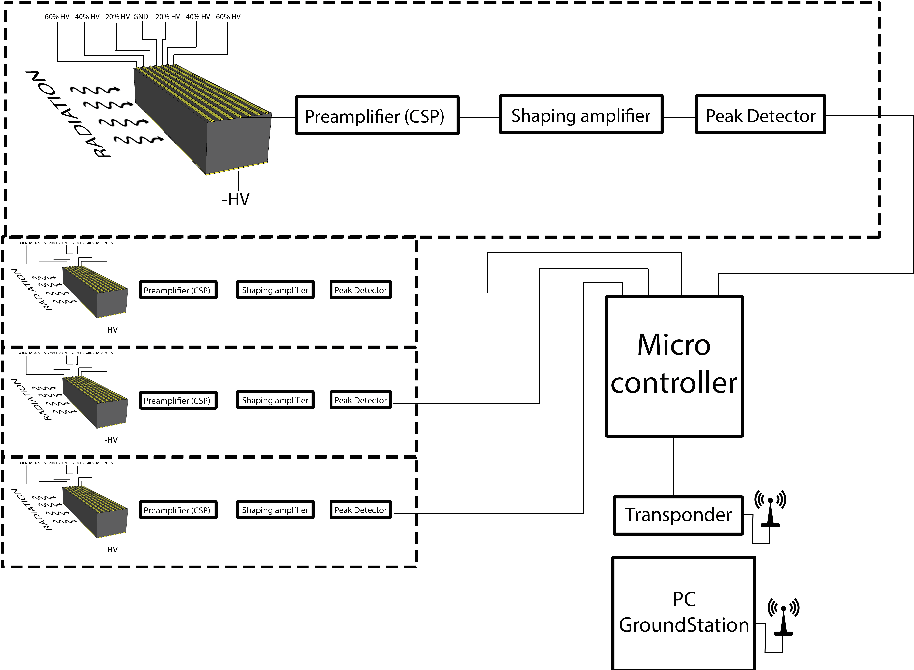 60% HV 40% HV 20% HV GND 20% HV 40% HV 60% HV
RADIATION
Preamplifier (CSP)
Shaping amplifier
Peak Detector
-HV
RADIATION
Preamplifier (CSP)
Shaping amplifier
Peak Detector
-HV
RADIATION
Preamplifier (CSP)
Shaping amplifier
Peak Detector
-HV
RADIATION
Preamplifier (CSP)
Shaping amplifier
Peak Detector
-HV
Micro
controller
Transponder
PC
GroundStation